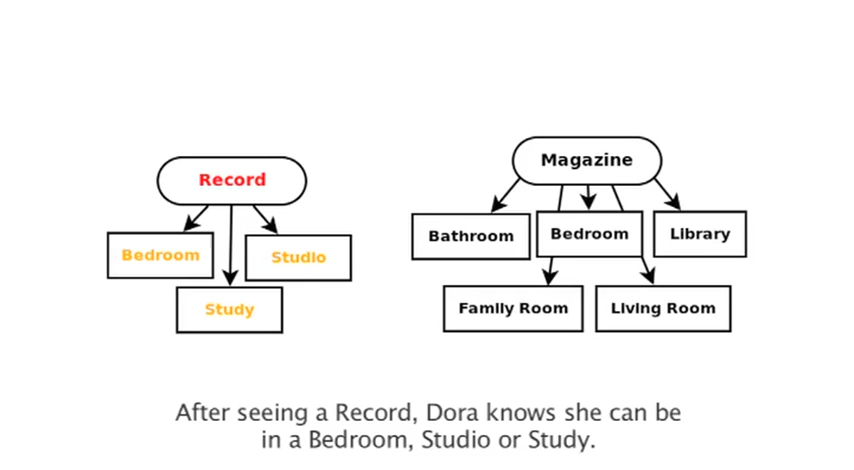 Record
Magazine
Bedroom
Studio
Study
Bathroom
Bedroom
Library
Family Room
Living Room
After seeing a Record, Dora knows she can be
in a Bedroom, Studio or Study.